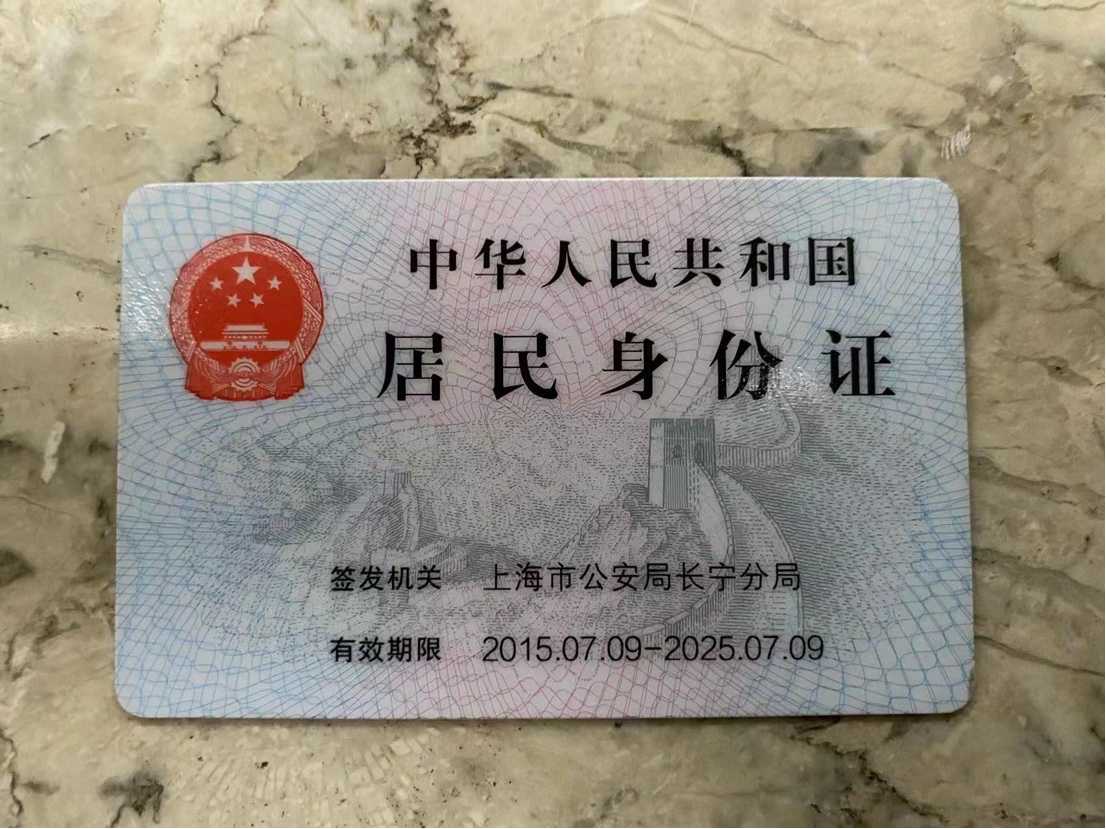 中华人民共和国
居民身份证
签发机关 上海市公安局长宁分局
有效期限 2015.07.09-2025.07.09